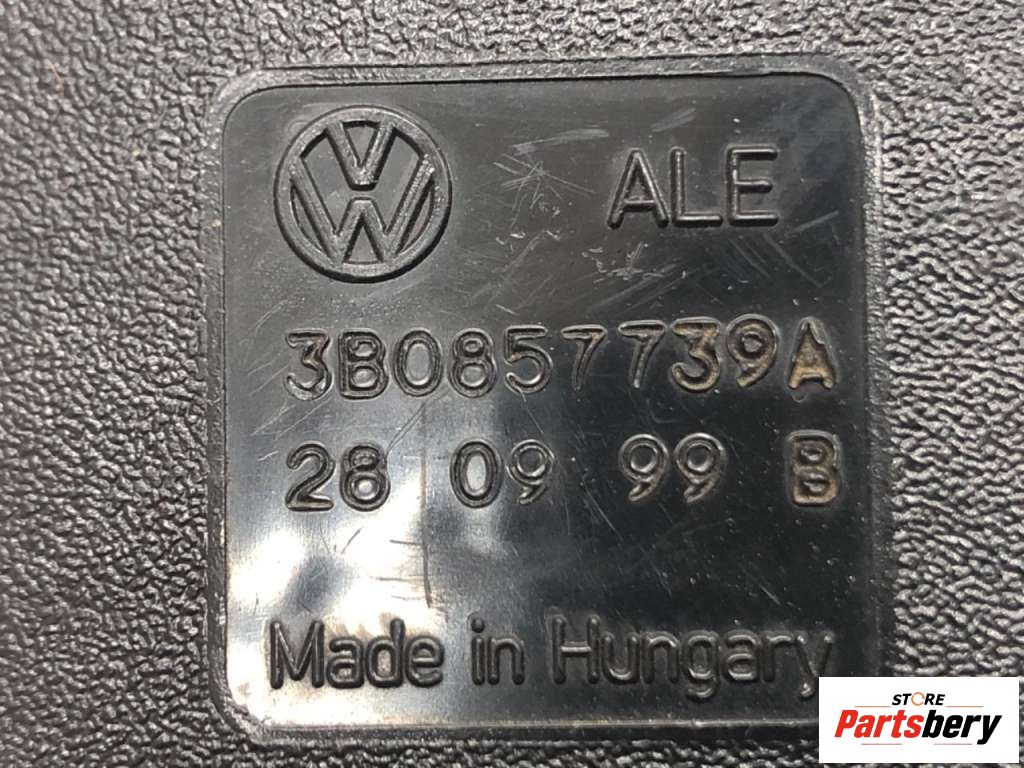 VW ALE
3B0857739A
28 09 99 B
Made in Hungary
STORE
Partsbery